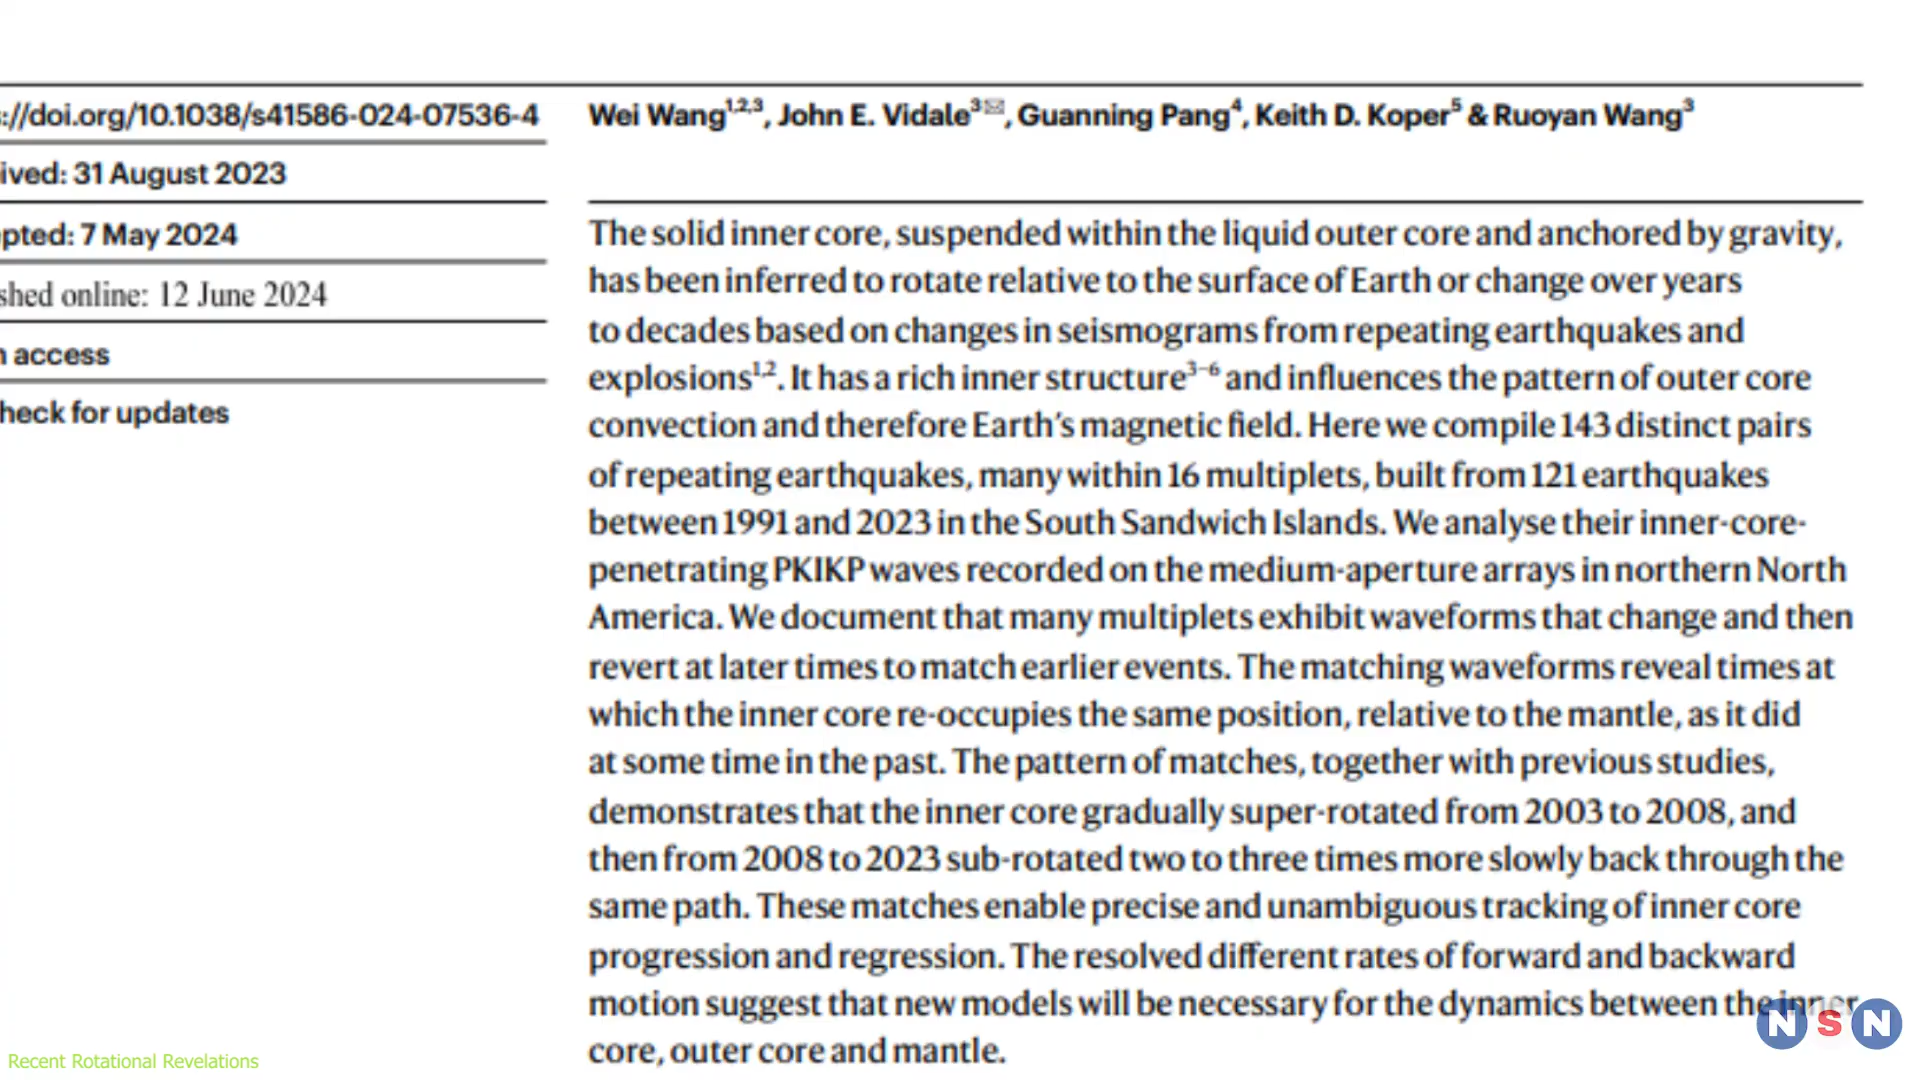 ://doi.org/10.1038/s41586-024-07536-4
ived: 31 August 2023
pted: 7 May 2024
shed online: 12 June 2024
n access
heck for updates
Wei Wang1,2,3, John E. Vidale3✉, Guanning Pang4, Keith D. Koper5 & Ruoyan Wang3
The solid inner core, suspended within the liquid outer core and anchored by gravity,
has been inferred to rotate relative to the surface of Earth or change over years
to decades based on changes in seismograms from repeating earthquakes and
explosions1,2. It has a rich inner structure3–6 and influences the pattern of outer core
convection and therefore Earth's magnetic field. Here we compile 143 distinct pairs
of repeating earthquakes, many within 16 multiplets, built from 121 earthquakes
between 1991 and 2023 in the South Sandwich Islands. We analyse their inner-core-
penetrating PKIKP waves recorded on the medium-aperture arrays in northern North
America. We document that many multiplets exhibit waveforms that change and then
revert at later times to match earlier events. The matching waveforms reveal times at
which the inner core re-occupies the same position, relative to the mantle, as it did
at some time in the past. The pattern of matches, together with previous studies,
demonstrates that the inner core gradually super-rotated from 2003 to 2008, and
then from 2008 to 2023 sub-rotated two to three times more slowly back through the
same path. These matches enable precise and unambiguous tracking of inner core
progression and regression. The resolved different rates of forward and backward
motion suggest that new models will be necessary for the dynamics between the inner
core, outer core and mantle.
NSN
Recent Rotational Revelations